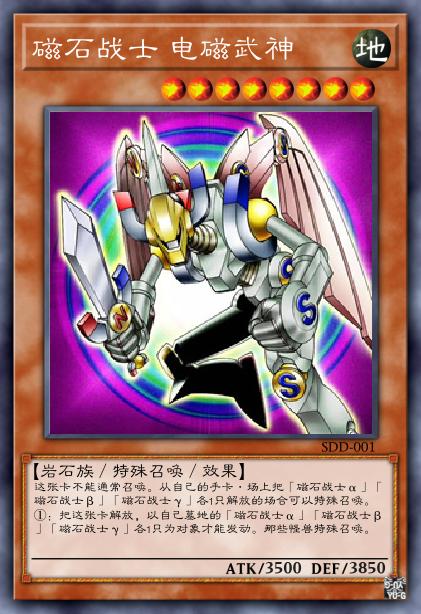 磁石战士 电磁武神
地
N
S
S
SDD-001
【岩石族／特殊召唤／效果】
这张卡不能通常召唤。从自己的手卡·场上把「磁石战士α」「
磁石战士β」「磁石战士γ」各1只解放的场合可以特殊召唤。
①：把这张卡解放，以自己墓地的「磁石战士α」「磁石战士β
」「磁石战士γ」各1只为对象才能发动。那些怪兽特殊召唤。
ATK/3500 DEF/3850